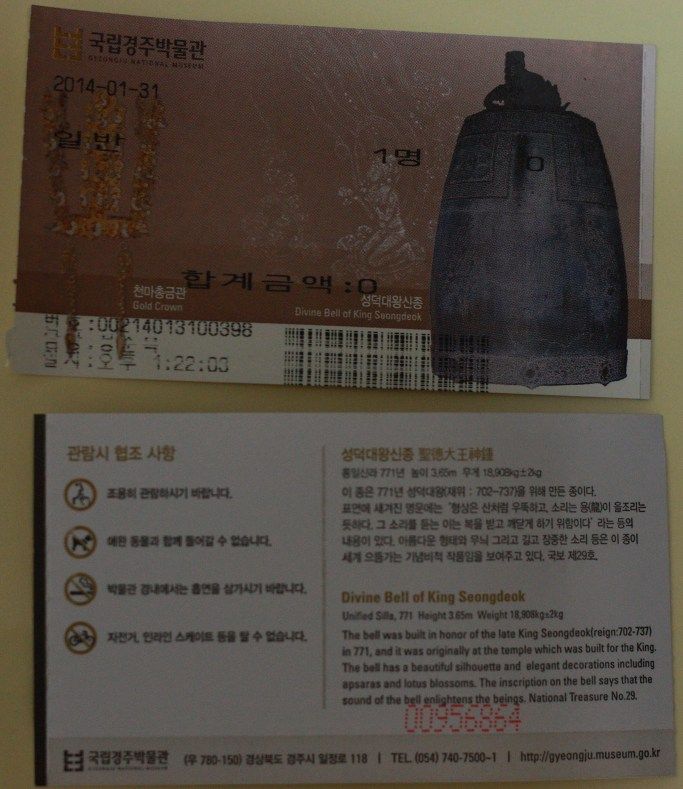 국립경주박물관
GYEONGJU NATIONAL MUSEUM
2014-01-31
일반
1명
0
합계금액:0
천마총금관
Gold Crown
성덕대왕신종
Divine Bell of King Seongdeok
:00214013100398
:오후 1:22:03
관람시 협조 사항
조용히 관람하시기 바랍니다.
애완 동물과 함께 들어갈 수 없습니다.
박물관 경내에서는 흡연을 삼가시기 바랍니다.
자전거, 인라인 스케이트 등을 탈 수 없습니다.
성덕대왕신종 聖德大王神鍾
통일신라 771년 높이 3.65m 무게 18,908kg±2kg
이 종은 771년 성덕대왕(재위 : 702~737)을 위해 만든 종이다.
표면에 새겨진 명문에는 '형상은 산처럼 우뚝하고, 소리는 용(龍)이 읊조리는
듯하다. 그 소리를 듣는 이는 복을 받고 깨닫게 하기 위함이다' 라는 등의
내용이 있다. 아름다운 형태와 무늬 그리고 길고 장중한 소리 등은 이 종이
세계 으뜸가는 기념비적 작품임을 보여주고 있다. 국보 제29호.
Divine Bell of King Seongdeok
Unified Silla, 771 Height 3.65m Weight 18,908kg±2kg
The bell was built in honor of the late King Seongdeok(reign:702-737)
in 771, and it was originally at the temple which was built for the King.
The bell has a beautiful silhouette and elegant decorations including
apsaras and lotus blossoms. The inscription on the bell says that the
sound of the bell enlightens the beings. National Treasure No.29.
00956864
국립경주박물관 (우 780-150) 경상북도 경주시 일정로 118 | TEL. (054) 740-7500~1 | http://gyeongju.museum.go.kr
GYEONGJU NATIONAL MUSEUM